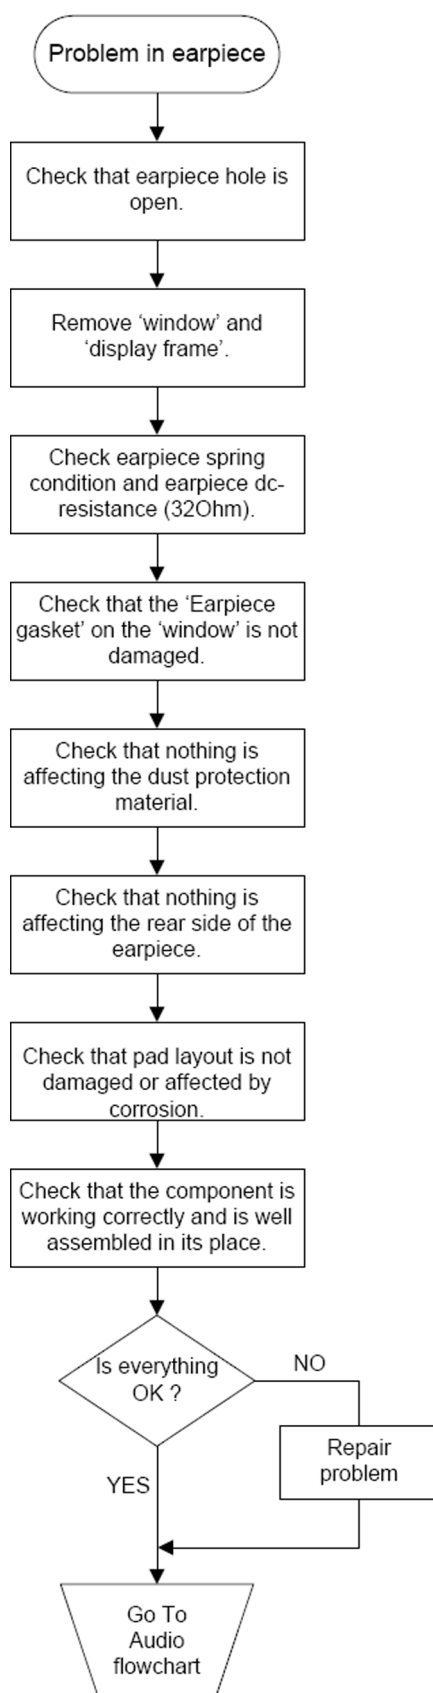 Problem in earpiece
Check that earpiece hole is
open.
Remove ‘window’ and
‘display frame’.
Check earpiece spring
condition and earpiece dc-
resistance (32Ohm).
Check that the ‘Earpiece
gasket’ on the ‘window’ is not
damaged.
Check that nothing is
affecting the dust protection
material.
Check that nothing is
affecting the rear side of the
earpiece.
Check that pad layout is not
damaged or affected by
corrosion.
Check that the component is
working correctly and is well
assembled in its place.
Is everything
OK ?
NO
Repair
problem
YES
Go To
Audio
flowchart